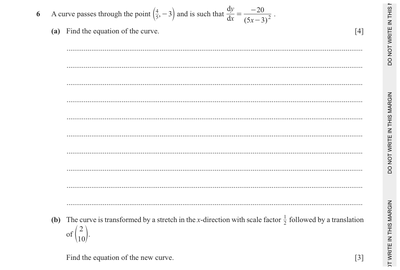 6 A curve passes through the point (4/5, −3) and is such that dy/dx = −20/(5x−3)².
(a) Find the equation of the curve. [4]
(b) The curve is transformed by a stretch in the x-direction with scale factor 1/2 followed by a translation
of (2 10).
Find the equation of the new curve. [3]
DO NOT WRITE IN THIS M
DO NOT WRITE IN THIS MARGIN
OT WRITE IN THIS MARGIN